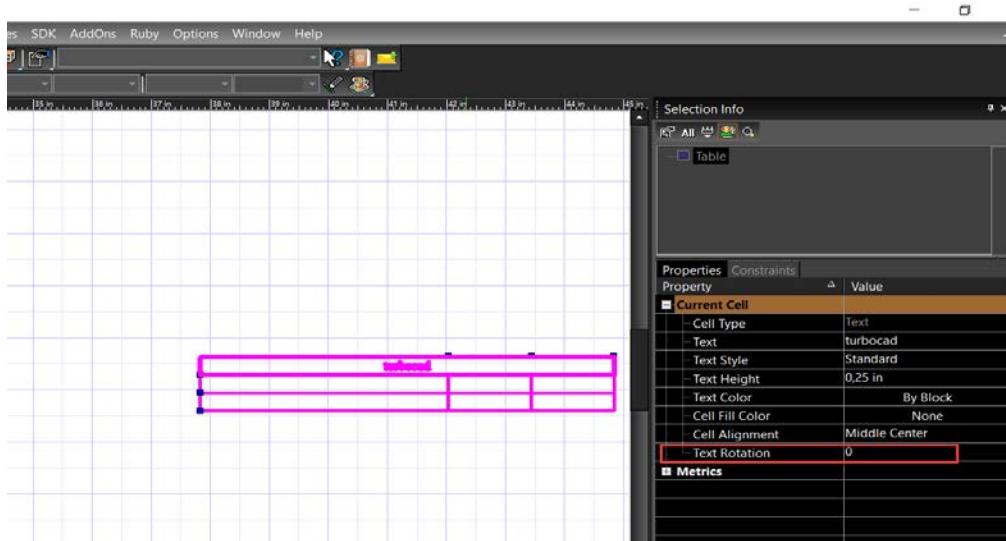 es SDK AddOns Ruby Options Window Help
35 in 36 in 37 in 38 in 39 in 40 in 41 in 42 in 43 in 44 in 45 in
Selection Info
All
Table
Properties Constraints
Property Value
Current Cell
Cell Type Text
Text turbocad
Text Style Standard
Text Height 0,25 in
Text Color By Block
Cell Fill Color None
Cell Alignment Middle Center
Text Rotation 0
Metrics
turbocad